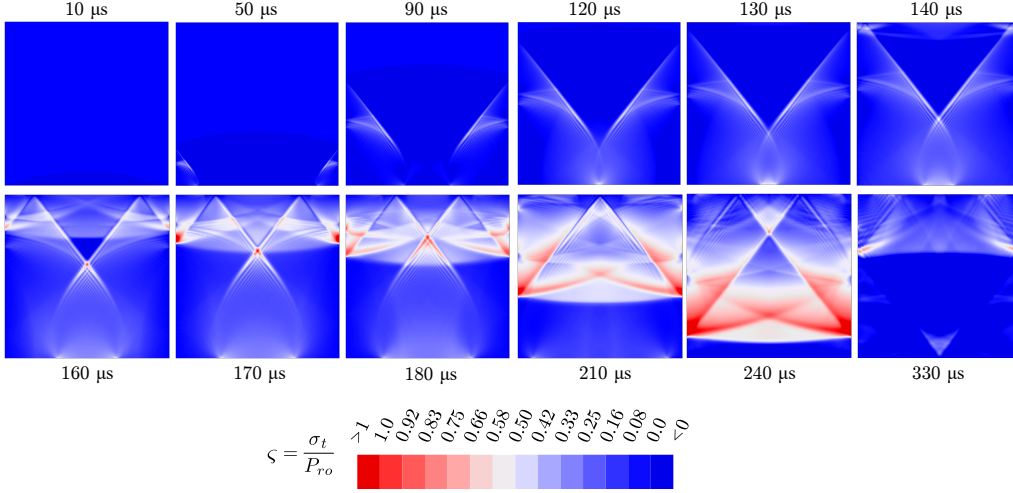 10 µs 50 µs 90 µs 120 µs 130 µs 140 µs
160 µs 170 µs 180 µs 210 µs 240 µs 330 µs
ς = σt / Pro
>1 1.0 0.92 0.83 0.75 0.66 0.58 0.50 0.42 0.33 0.25 0.16 0.08 0.0 <0